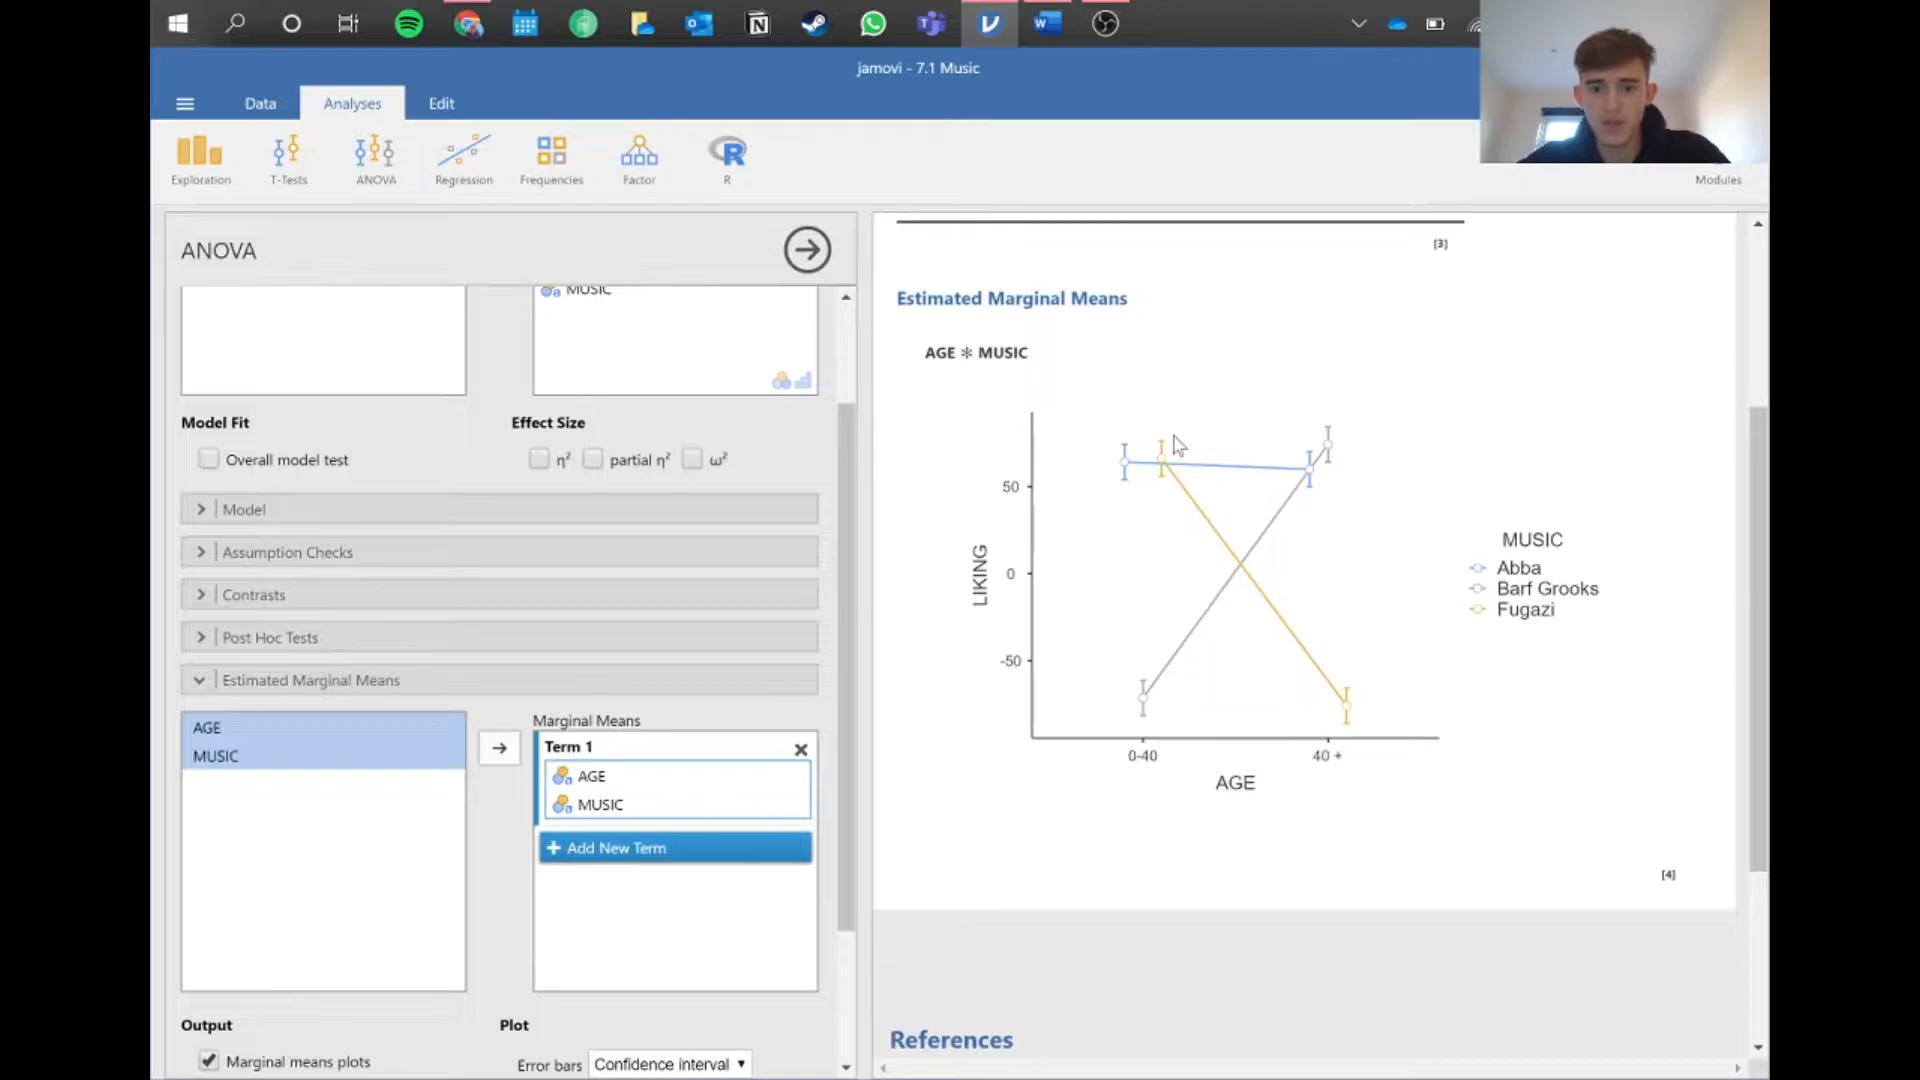 jamovi - 7.1 Music
Data
Analyses
Edit
Exploration
T-Tests
ANOVA
Regression
Frequencies
Factor
R
Modules
ANOVA
MUSIC
Model Fit
Effect Size
Overall model test
η²
partial η²
ω²
Model
Assumption Checks
Contrasts
Post Hoc Tests
Estimated Marginal Means
AGE
MUSIC
Marginal Means
Term 1
AGE
MUSIC
+ Add New Term
Output
Plot
Marginal means plots
Error bars
Confidence interval
[3]
Estimated Marginal Means
AGE ✻ MUSIC
50
0
-50
LIKING
0-40
40 +
AGE
MUSIC
Abba
Barf Grooks
Fugazi
[4]
References